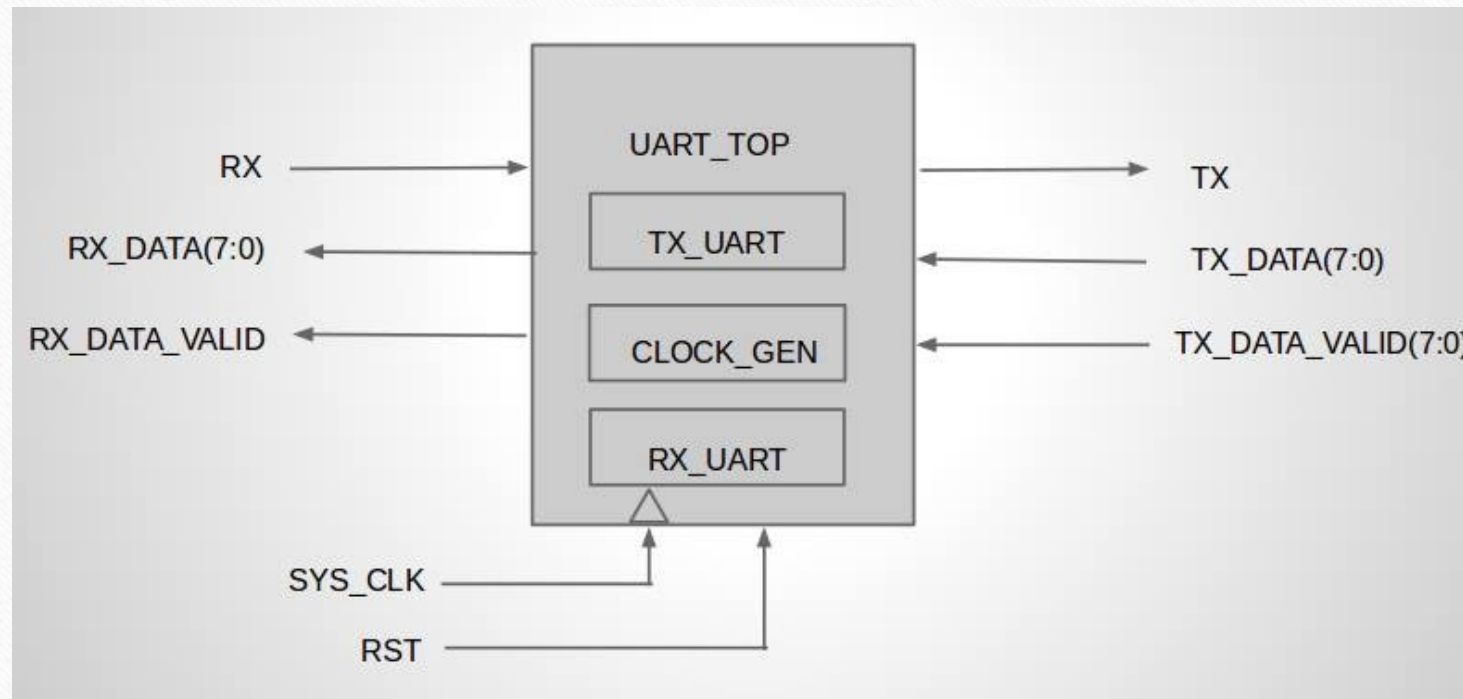 UART_TOP
RX
RX_DATA(7:0)
RX_DATA_VALID
TX_UART
CLOCK_GEN
RX_UART
TX
TX_DATA(7:0)
TX_DATA_VALID(7:0)
SYS_CLK
RST